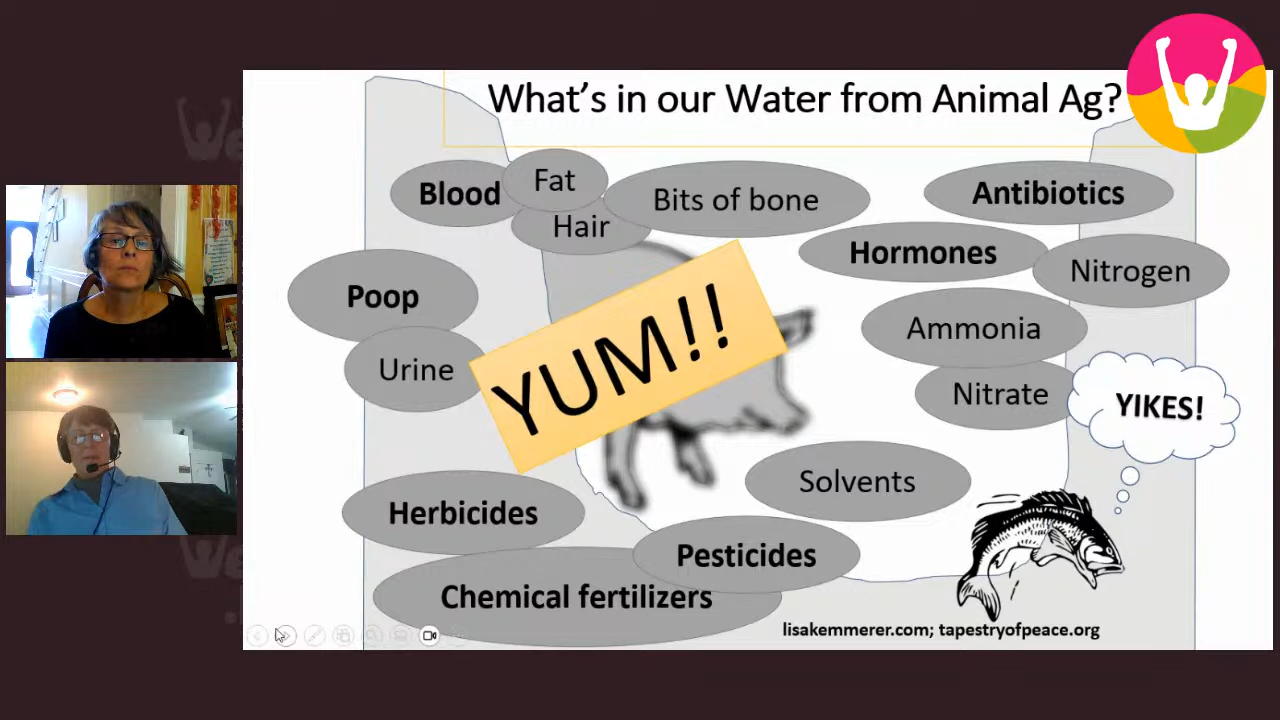 What's in our Water from Animal Ag?
Blood
Fat
Hair
Bits of bone
Antibiotics
Hormones
Nitrogen
Poop
Urine
YUM!!
Ammonia
Nitrate
YIKES!
Solvents
Herbicides
Pesticides
Chemical fertilizers
lisakemmerer.com; tapestryofpeace.org